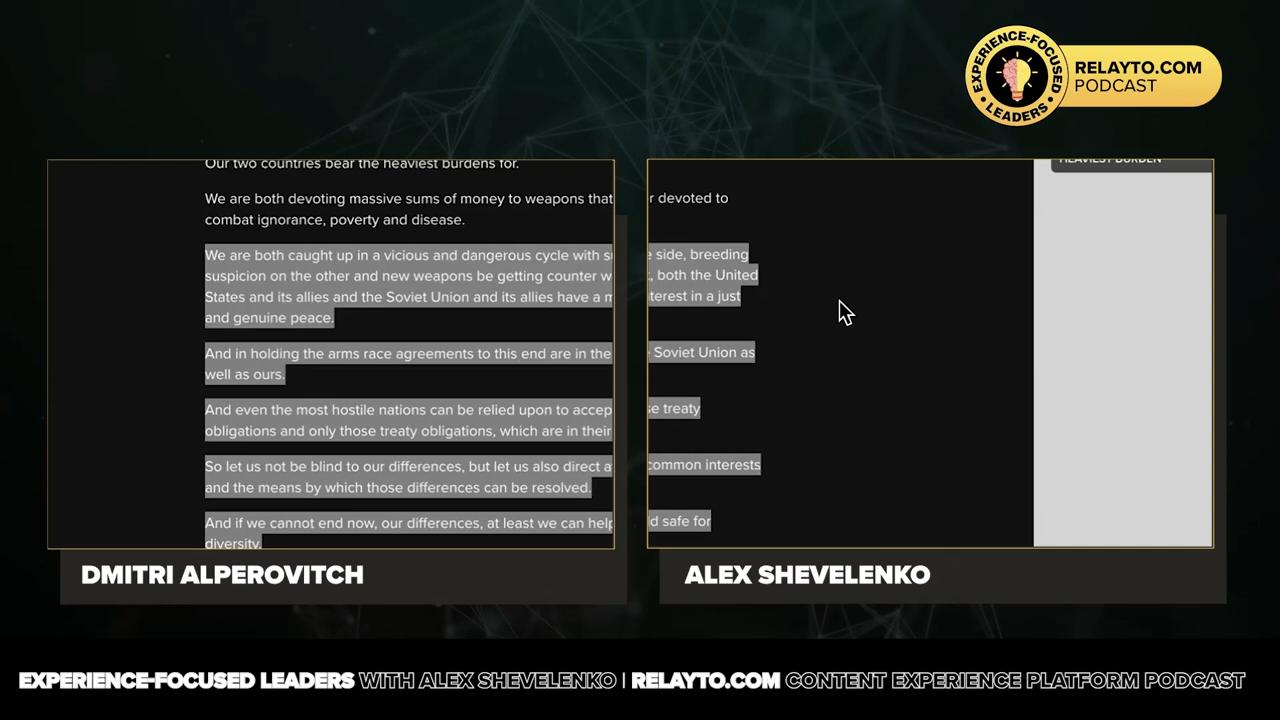 EXPERIENCE-FOCUSED
LEADERS
RELAYTO.COM
PODCAST
Our two countries bear the heaviest burdens for.
We are both devoting massive sums of money to weapons that
combat ignorance, poverty and disease.
We are both caught up in a vicious and dangerous cycle with
suspicion on the other and new weapons be getting counter
States and its allies and the Soviet Union and its allies have a
and genuine peace.
And in holding the arms race agreements to this end are in the
well as ours.
And even the most hostile nations can be relied upon to accep
obligations and only those treaty obligations, which are in their
So let us not be blind to our differences, but let us also direct
and the means by which those differences can be resolved.
And if we cannot end now, our differences, at least we can help
diversity.
HEAVIEST BURDEN
r devoted to
e side, breeding
, both the United
terest in a just
Soviet Union as
se treaty
common interests
d safe for
DMITRI ALPEROVITCH
ALEX SHEVELENKO
EXPERIENCE-FOCUSED LEADERS WITH ALEX SHEVELENKO | RELAYTO.COM CONTENT EXPERIENCE PLATFORM PODCAST